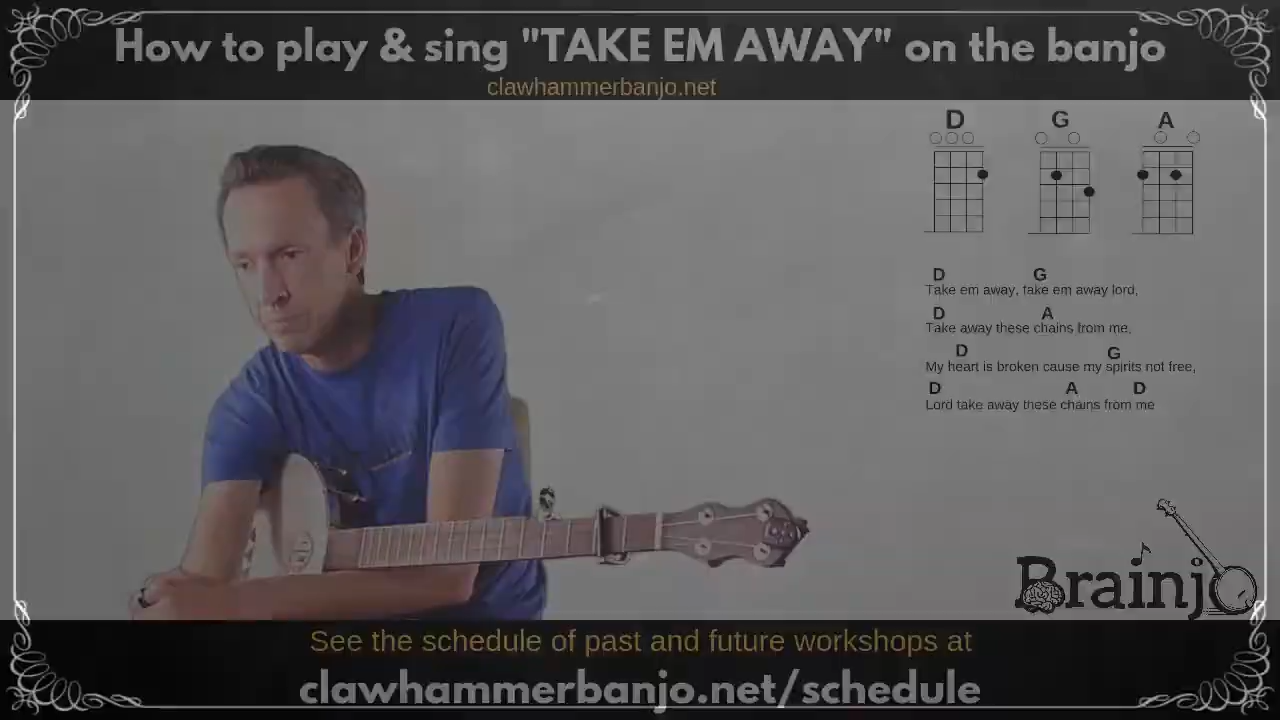 How to play & sing "TAKE EM AWAY" on the banjo
clawhammerbanjo.net
D G A
D G
Take em away, take em away lord,
D A
Take away these chains from me,
D G
My heart is broken cause my spirits not free,
D A D
Lord take away these chains from me
Brainjo
See the schedule of past and future workshops at
clawhammerbanjo.net/schedule